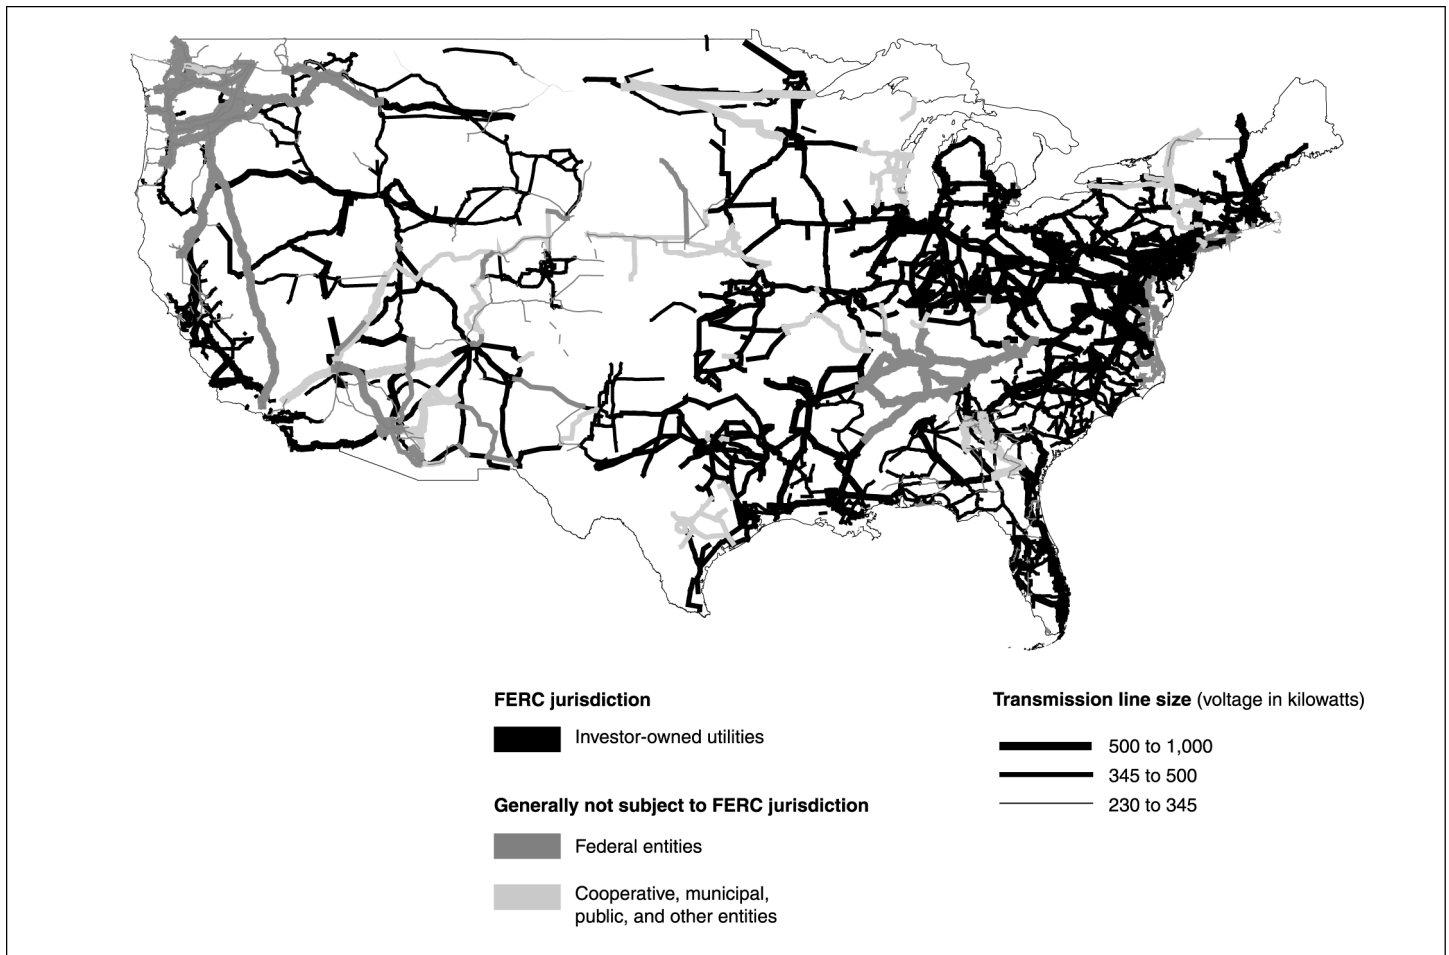 FERC jurisdiction
Investor-owned utilities
Generally not subject to FERC jurisdiction
Federal entities
Cooperative, municipal,
public, and other entities
Transmission line size (voltage in kilowatts)
500 to 1,000
345 to 500
230 to 345